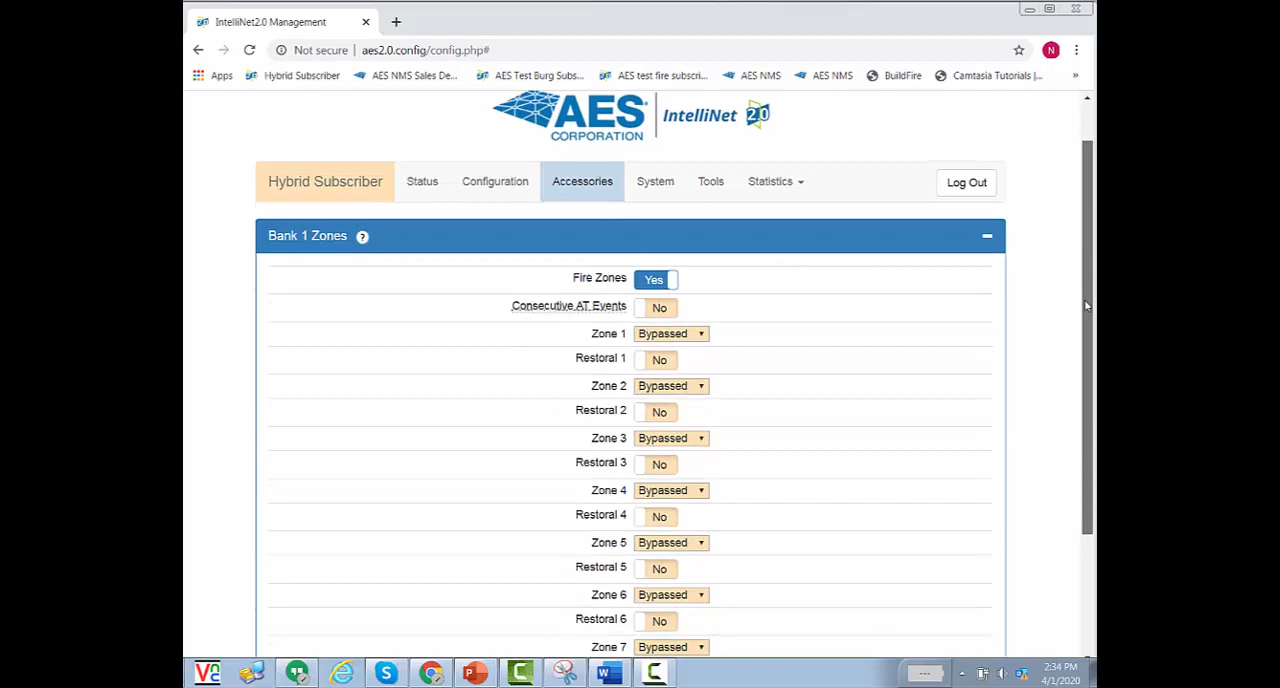 IntelliNet2.0 Management
Not secure | aes2.0.config/config.php#
N
Apps Hybrid Subscriber AES NMS Sales De... AES Test Burg Subs... AES test fire subscri... AES NMS AES NMS BuildFire Camtasia Tutorials |... »
AES CORPORATION IntelliNet 2.0
Hybrid Subscriber Status Configuration Accessories System Tools Statistics Log Out
Bank 1 Zones ?
Fire Zones Yes
Consecutive AT Events No
Zone 1 Bypassed
Restoral 1 No
Zone 2 Bypassed
Restoral 2 No
Zone 3 Bypassed
Restoral 3 No
Zone 4 Bypassed
Restoral 4 No
Zone 5 Bypassed
Restoral 5 No
Zone 6 Bypassed
Restoral 6 No
Zone 7 Bypassed
2:34 PM
4/1/2020